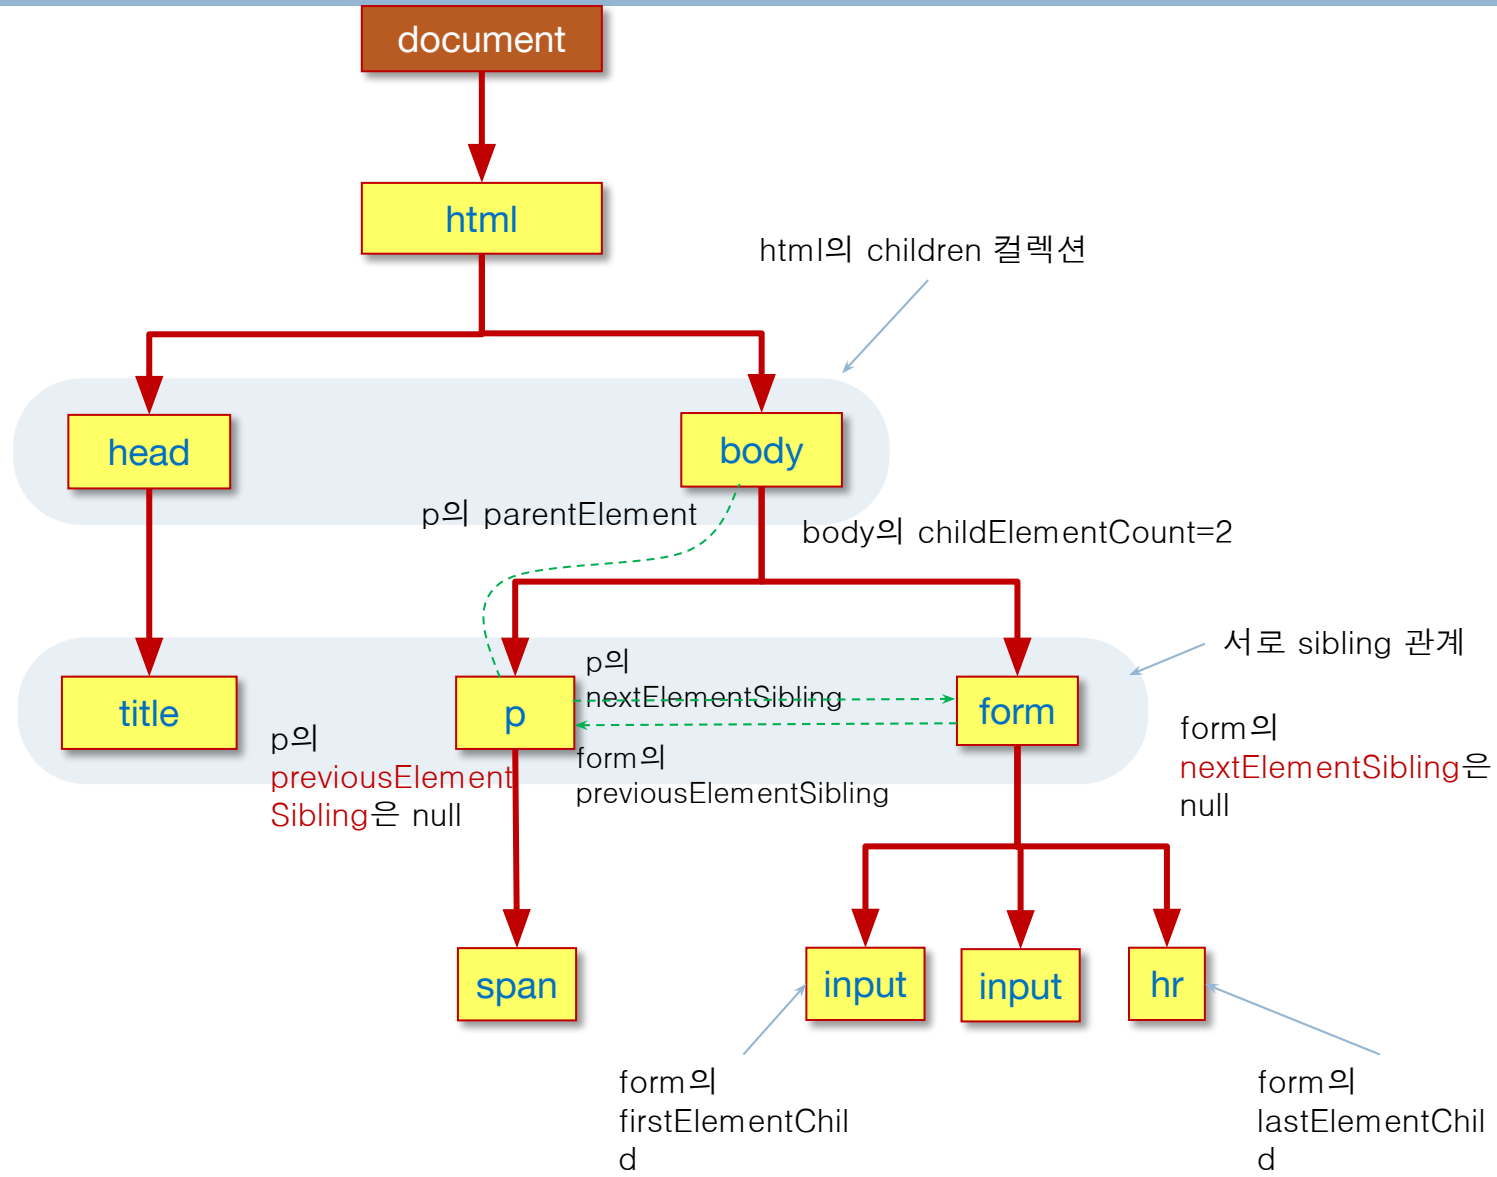 document
html
html의 children 컬렉션
head
body
p의 parentElement
body의 childElementCount=2
서로 sibling 관계
title
p
form
p의
nextElementSibling
form의
previousElementSibling
p의
previousElement
Sibling은 null
form의
nextElementSibling은
null
span
input
input
hr
form의
firstElementChil
d
form의
lastElementChil
d